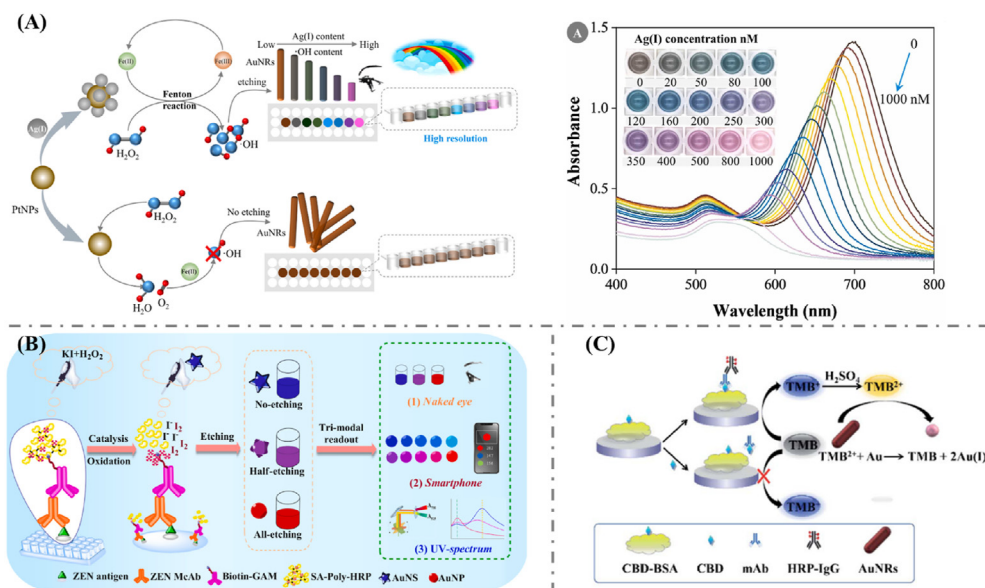 (A)
Fe(II)
Fe(III)
Fenton
reaction
Ag(I)
H2O2
·OH
Ag(I) content
Low
High
·OH content
AuNRs
etching
High resolution
PtNPs
H2O2
No etching
AuNRs
·OH
Fe(II)
H2O
O2
A
Ag(I) concentration nM
0 20 50 80 100
120 160 200 250 300
350 400 500 800 1000
0
1000 nM
Absorbance
1.5
1.0
0.5
0.0
400 500 600 700 800
Wavelength (nm)
(B)
KI+H2O2
Catalysis
Oxidation
I- I2
I- I- I2
I2
I2
Etching
No-etching
Half-etching
All-etching
Tri-modal
readout
(1) Naked eye
(2) Smartphone
(3) UV-spectrum
ZEN antigen ZEN McAb Biotin-GAM SA-Poly-HRP AuNS AuNP
(C)
TMB+
H2SO4
TMB2+
TMB
TMB2+ + Au → TMB + 2Au(I)
TMB+
CBD-BSA CBD mAb HRP-IgG AuNRs